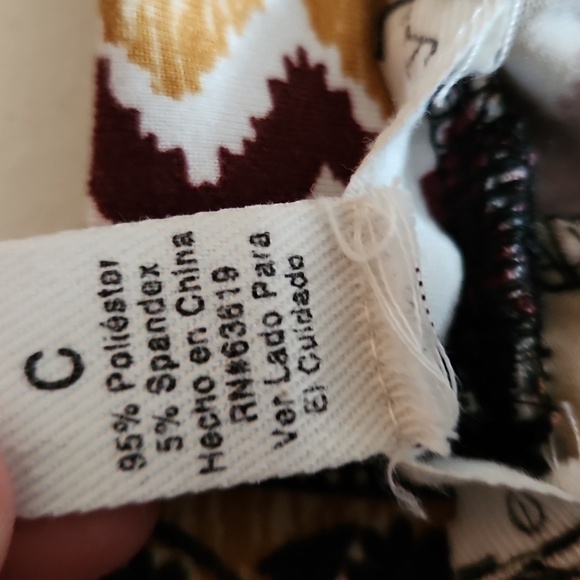 C
95% Poliéster
5% Spandex
Hecho en China
RN#63619
Ver Lado Para
El Cuidado